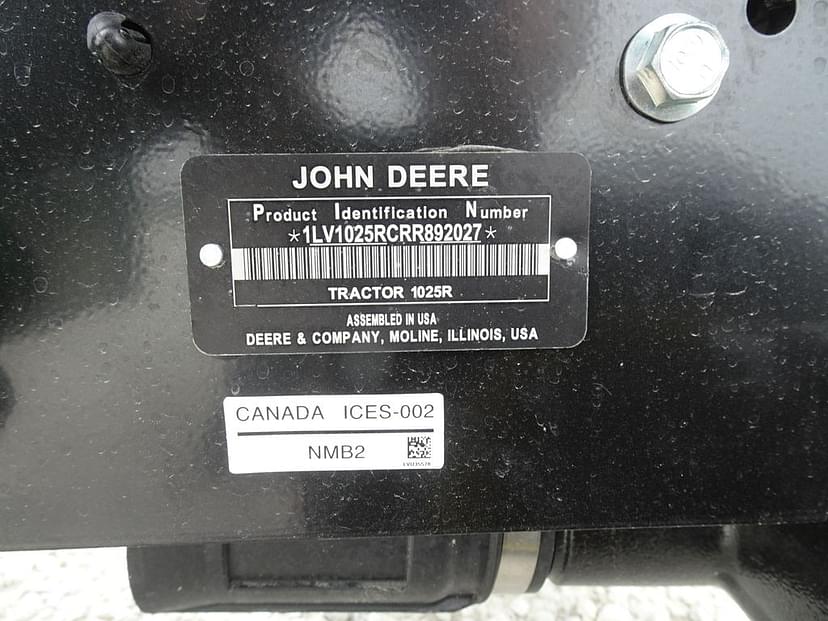 JOHN DEERE
Product Identification Number
*1LV1025RCRR892027*
TRACTOR 1025R
ASSEMBLED IN USA
DEERE & COMPANY, MOLINE, ILLINOIS, USA
CANADA ICES-002
NMB2